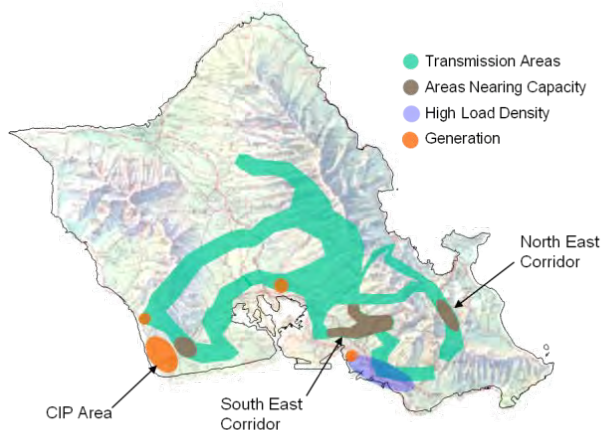 Transmission Areas
Areas Nearing Capacity
High Load Density
Generation
North East
Corridor
CIP Area
South East
Corridor